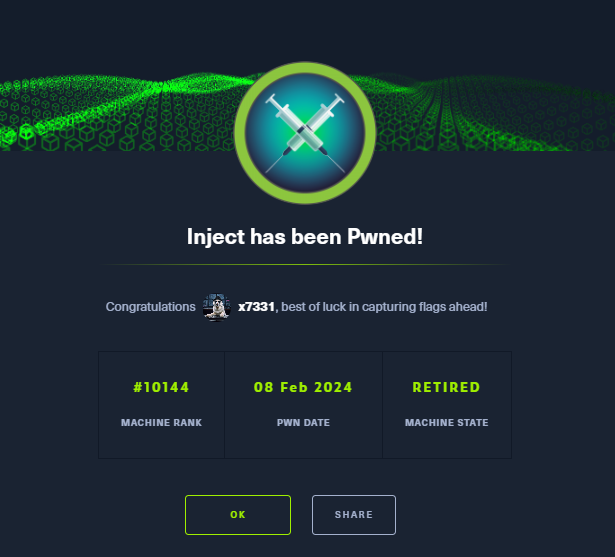 Inject has been Pwned!
Congratulations x7331, best of luck in capturing flags ahead!
#10144 08 Feb 2024 RETIRED
MACHINE RANK PWN DATE MACHINE STATE
OK SHARE